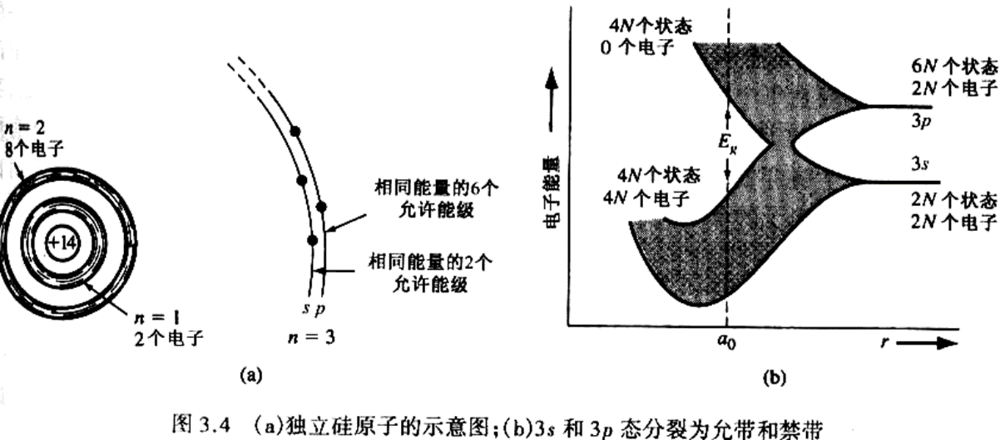 n = 2
8个电子
+14
n = 1
2个电子
相同能量的6个
允许能级
相同能量的2个
允许能级
s p
n = 3
(a)
4N个状态
0 个电子
6N 个状态
2N 个电子
3p
电子能量
Eg
3s
4N个状态
4N 个电子
2N 个状态
2N 个电子
a0
r
(b)
图 3.4 (a)独立硅原子的示意图;(b)3s 和 3p 态分裂为允带和禁带